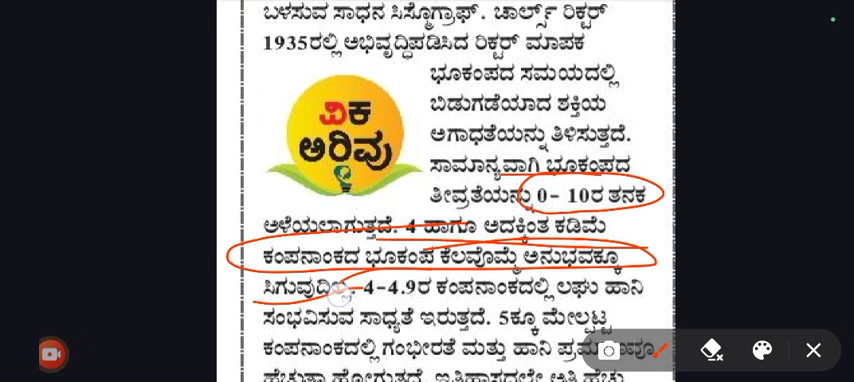 ಬಳಸುವ ಸಾಧನ ಸಿಸ್ಮೊಗ್ರಾಫ್. ಚಾರ್ಲ್ಸ್ ರಿಕ್ಟರ್
1935ರಲ್ಲಿ ಅಭಿವೃದ್ಧಿಪಡಿಸಿದ ರಿಕ್ಟರ್ ಮಾಪಕ
ಭೂಕಂಪದ ಸಮಯದಲ್ಲಿ
ಬಿಡುಗಡೆಯಾದ ಶಕ್ತಿಯ
ಅಗಾಧತೆಯನ್ನು ತಿಳಿಸುತ್ತದೆ.
ಸಾಮಾನ್ಯವಾಗಿ ಭೂಕಂಪದ
ತೀವ್ರತೆಯನ್ನು 0- 10ರ ತನಕ
ವಿಕ
ಅರಿವು
ಅಳೆಯಲಾಗುತ್ತದೆ. 4 ಹಾಗೂ ಅದಕ್ಕಿಂತ ಕಡಿಮೆ
ಕಂಪನಾಂಕದ ಭೂಕಂಪ ಕೆಲವೊಮ್ಮೆ ಅನುಭವಕ್ಕೂ
ಸಿಗುವುದಿಲ್ಲ. 4-4.9ರ ಕಂಪನಾಂಕದಲ್ಲಿ ಲಘು ಹಾನಿ
ಸಂಭವಿಸುವ ಸಾಧ್ಯತೆ ಇರುತ್ತದೆ. 5ಕ್ಕೂ ಮೇಲ್ಪಟ್ಟ
ಕಂಪನಾಂಕದಲ್ಲಿ ಗಂಭೀರತೆ ಮತ್ತು ಹಾನಿ